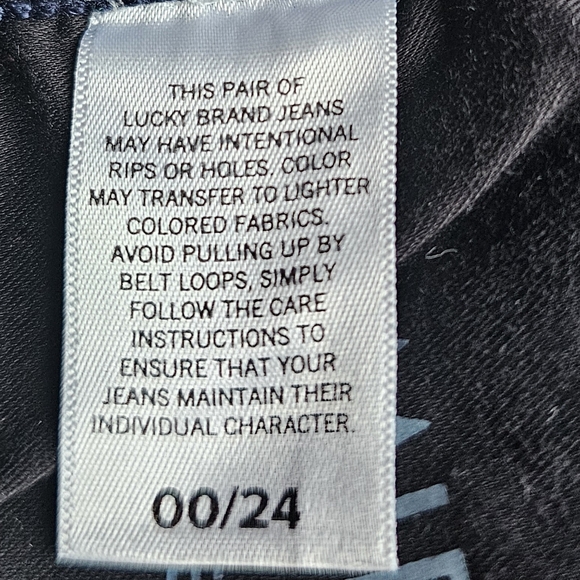 THIS PAIR OF
LUCKY BRAND JEANS
MAY HAVE INTENTIONAL
RIPS OR HOLES. COLOR
MAY TRANSFER TO LIGHTER
COLORED FABRICS.
AVOID PULLING UP BY
BELT LOOPS, SIMPLY
FOLLOW THE CARE
INSTRUCTIONS TO
ENSURE THAT YOUR
JEANS MAINTAIN THEIR
INDIVIDUAL CHARACTER.
00/24